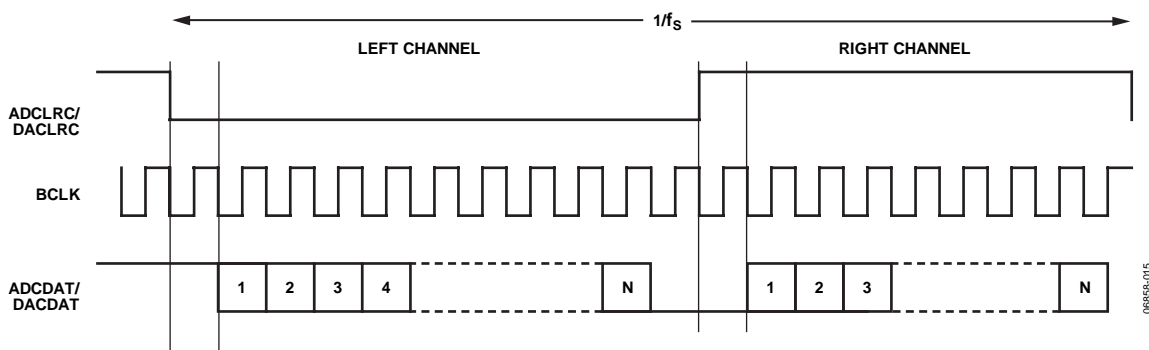 1/fS
LEFT CHANNEL
RIGHT CHANNEL
ADCLRC/
DACLRC
BCLK
ADCDAT/
DACDAT
1 2 3 4 N 1 2 3 N
06858-015